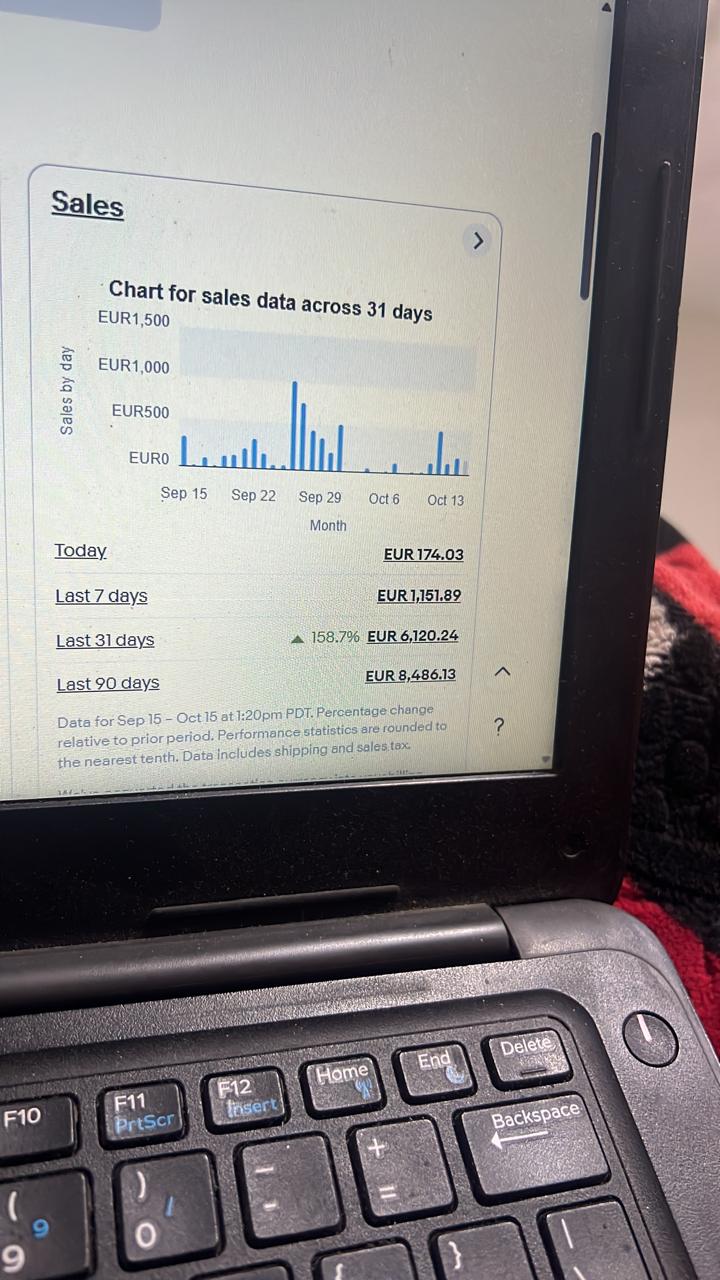 Sales
Chart for sales data across 31 days
EUR1,500
EUR1,000
EUR500
EUR0
Sales by day
Sep 15 Sep 22 Sep 29 Oct 6 Oct 13
Month
Today EUR 174.03
Last 7 days EUR 1,151.89
Last 31 days ▲ 158.7% EUR 6,120.24
Last 90 days EUR 8,486.13
Data for Sep 15 – Oct 15 at 1:20pm PDT. Percentage change
relative to prior period. Performance statistics are rounded to
the nearest tenth. Data includes shipping and sales tax.
?
F10 F11 PrtScr F12 Insert Home End Delete
( 9 9 ) 0 / _ - + = Backspace
{ } |